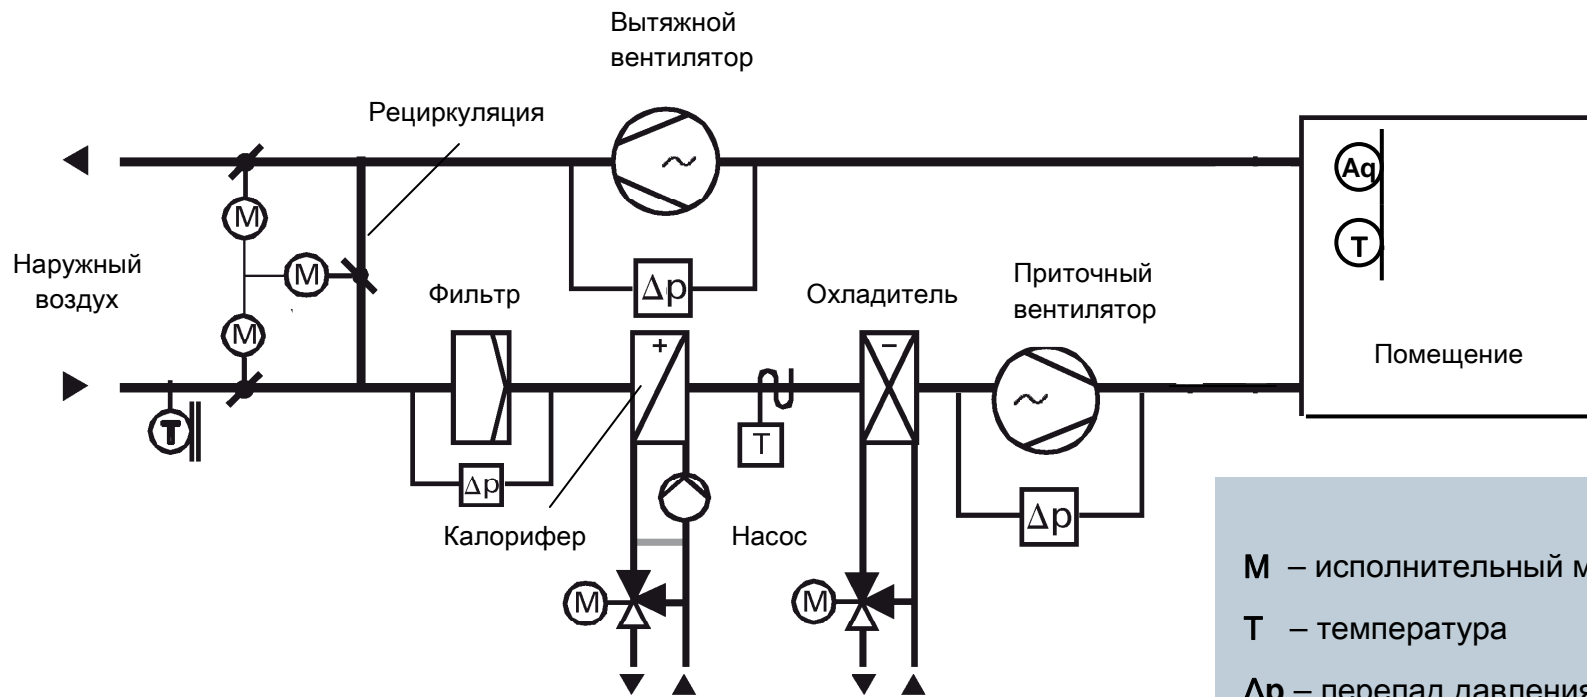 Вытяжной
вентилятор
Рециркуляция
Aq
M
T
M
Наружный
воздух
Фильтр
Δp
Охладитель
Приточный
вентилятор
M
+
–
Помещение
T
T
Δp
Δp
Калорифер
Насос
M
M
M – исполнительный м
T – температура
Δp – перепад давления